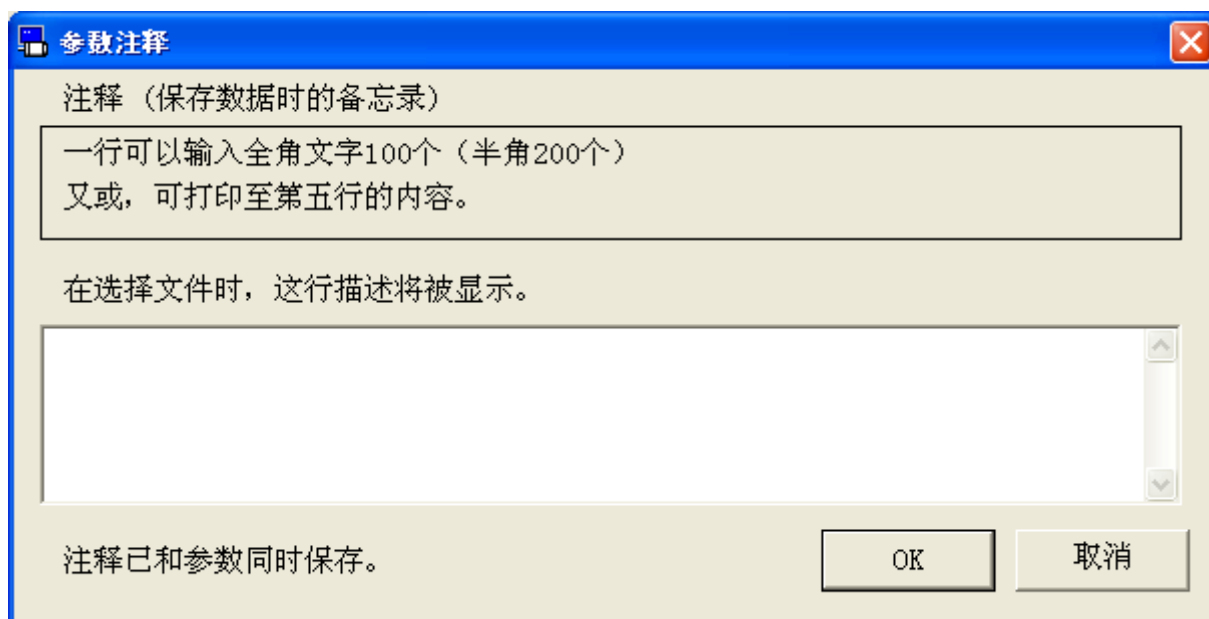 参数注释
注释（保存数据时的备忘录）
一行可以输入全角文字100个（半角200个）
又或，可打印至第五行的内容。
在选择文件时，这行描述将被显示。
注释已和参数同时保存。
OK
取消